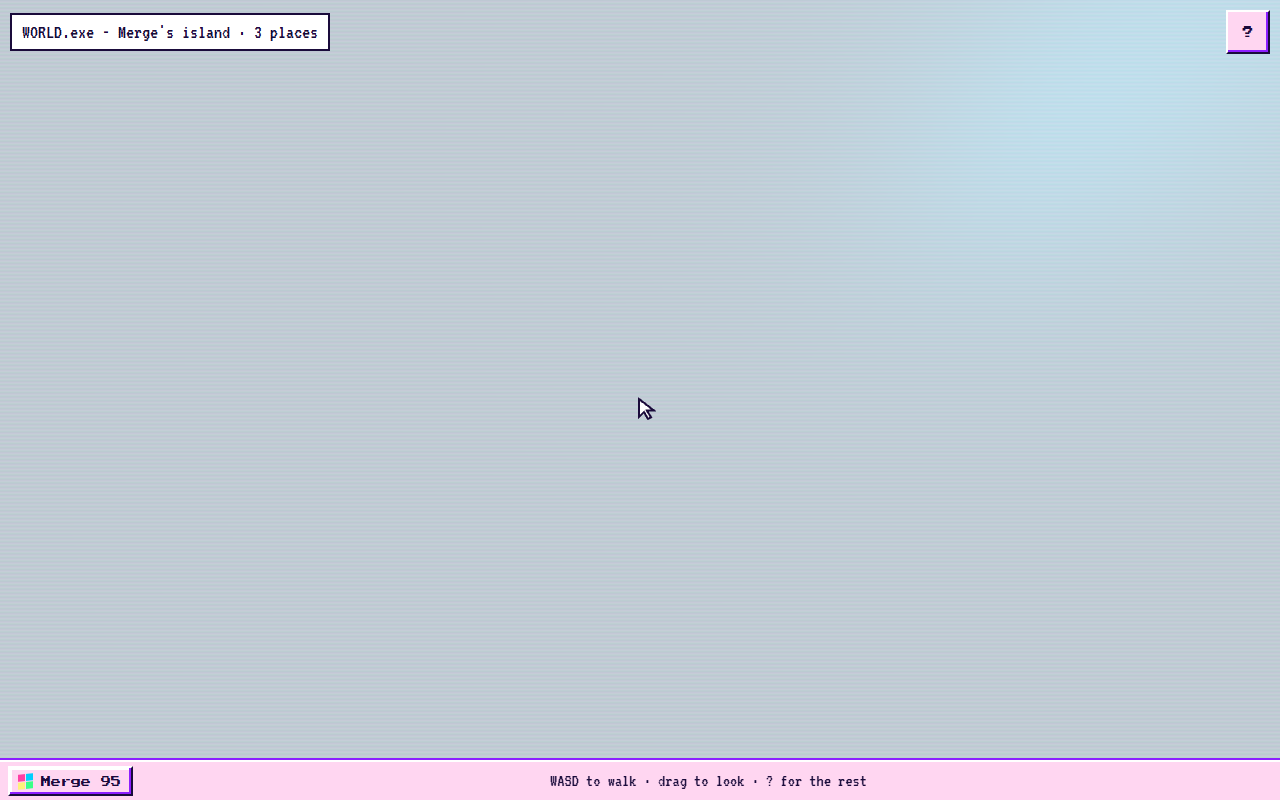 WORLD.exe - Merge's island · 3 places
?
Merge 95
WASD to walk · drag to look · ? for the rest